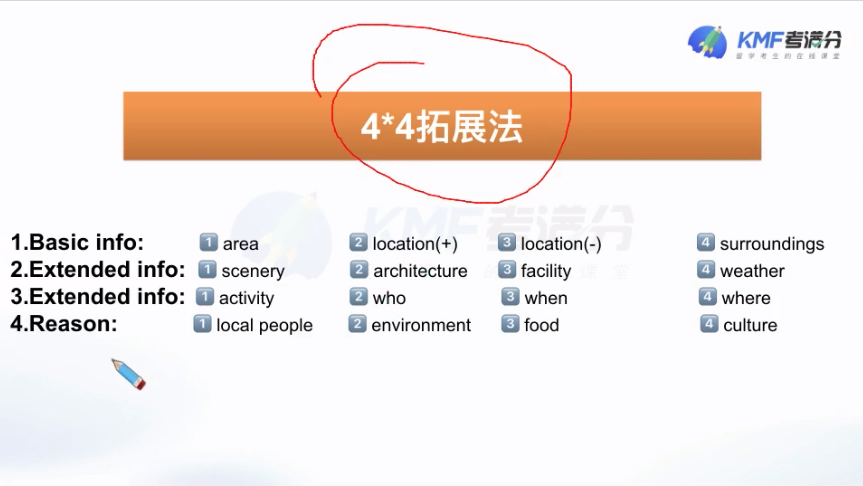 KMF考满分
留学考生的在线课堂
4*4拓展法
KMF考满分
1.Basic info: 1 area 2 location(+) 3 location(-) 4 surroundings
2.Extended info: 1 scenery 2 architecture 3 facility 4 weather
3.Extended info: 1 activity 2 who 3 when 4 where
4.Reason: 1 local people 2 environment 3 food 4 culture